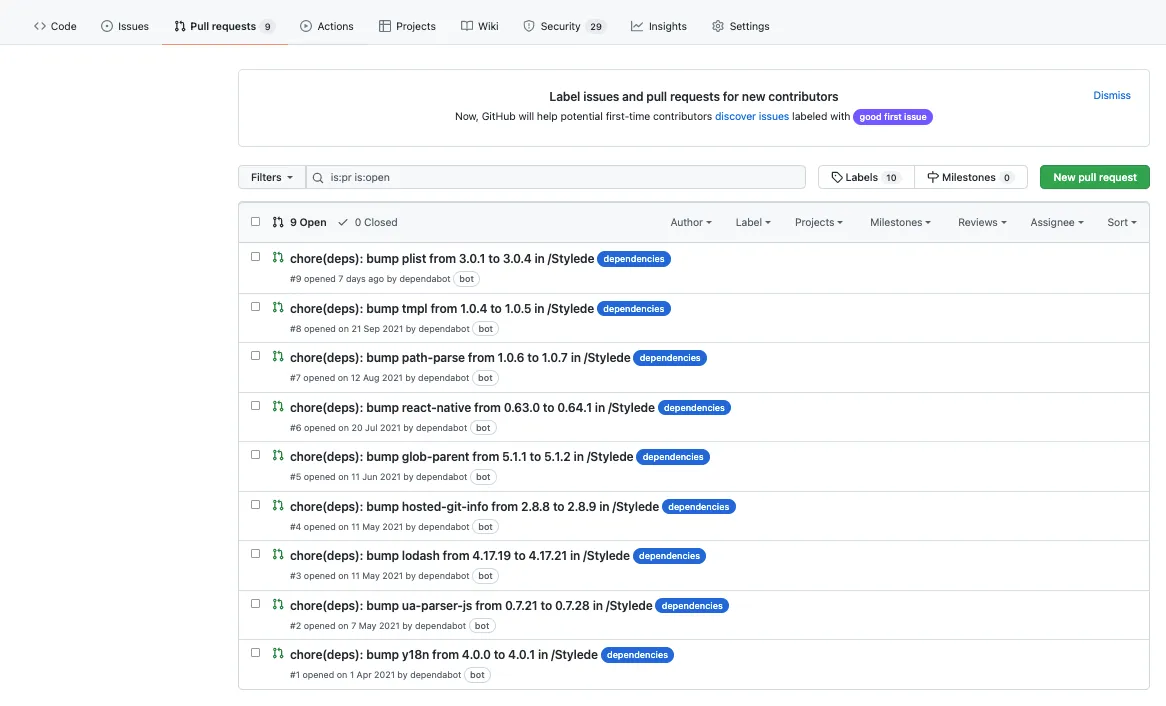 Code Issues Pull requests 9 Actions Projects Wiki Security 29 Insights Settings
Label issues and pull requests for new contributors
Dismiss
Now, GitHub will help potential first-time contributors discover issues labeled with good first issue
Filters is:pr is:open Labels 10 Milestones 0 New pull request
9 Open 0 Closed Author Label Projects Milestones Reviews Assignee Sort
chore(deps): bump plist from 3.0.1 to 3.0.4 in /Stylede dependencies
#9 opened 7 days ago by dependabot bot
chore(deps): bump tmpl from 1.0.4 to 1.0.5 in /Stylede dependencies
#8 opened on 21 Sep 2021 by dependabot bot
chore(deps): bump path-parse from 1.0.6 to 1.0.7 in /Stylede dependencies
#7 opened on 12 Aug 2021 by dependabot bot
chore(deps): bump react-native from 0.63.0 to 0.64.1 in /Stylede dependencies
#6 opened on 20 Jul 2021 by dependabot bot
chore(deps): bump glob-parent from 5.1.1 to 5.1.2 in /Stylede dependencies
#5 opened on 11 Jun 2021 by dependabot bot
chore(deps): bump hosted-git-info from 2.8.8 to 2.8.9 in /Stylede dependencies
#4 opened on 11 May 2021 by dependabot bot
chore(deps): bump lodash from 4.17.19 to 4.17.21 in /Stylede dependencies
#3 opened on 11 May 2021 by dependabot bot
chore(deps): bump ua-parser-js from 0.7.21 to 0.7.28 in /Stylede dependencies
#2 opened on 7 May 2021 by dependabot bot
chore(deps): bump y18n from 4.0.0 to 4.0.1 in /Stylede dependencies
#1 opened on 1 Apr 2021 by dependabot bot